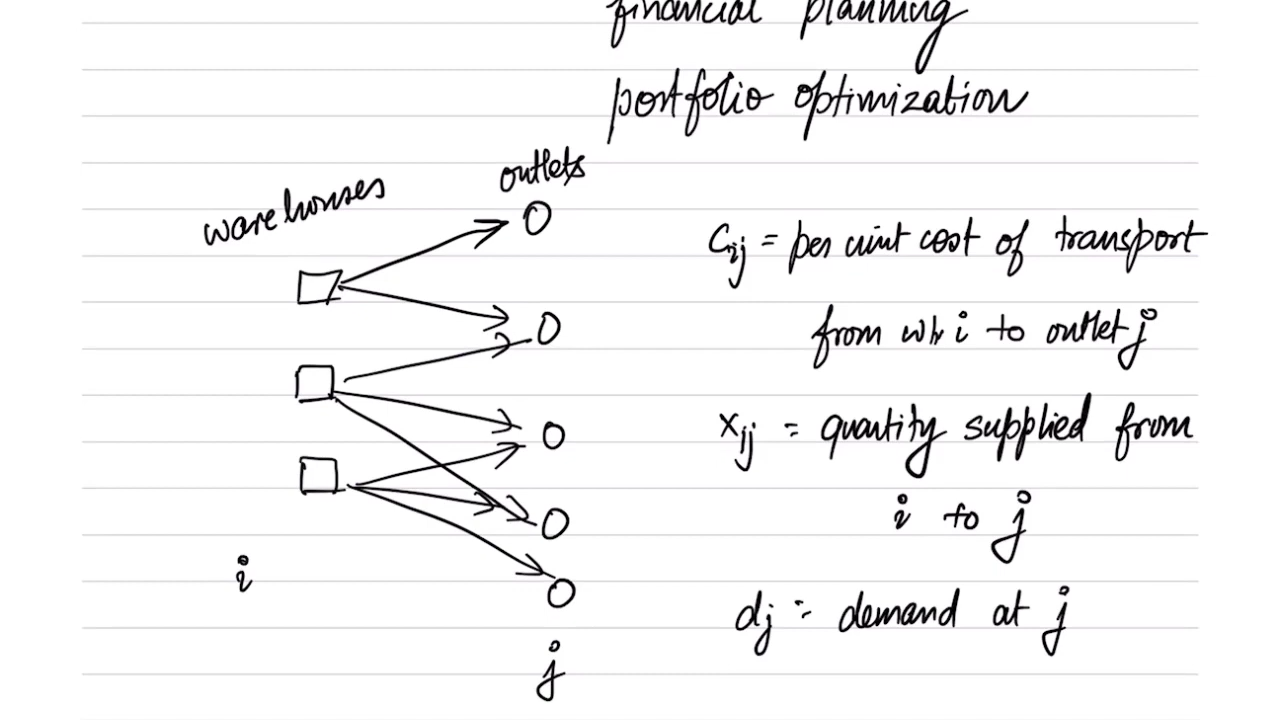 financial planning
portfolio optimization
warehouses
outlets
Cij = per unit cost of transport
from wh i to outlet j
xij = quantity supplied from
i to j
i
dj = demand at j
j